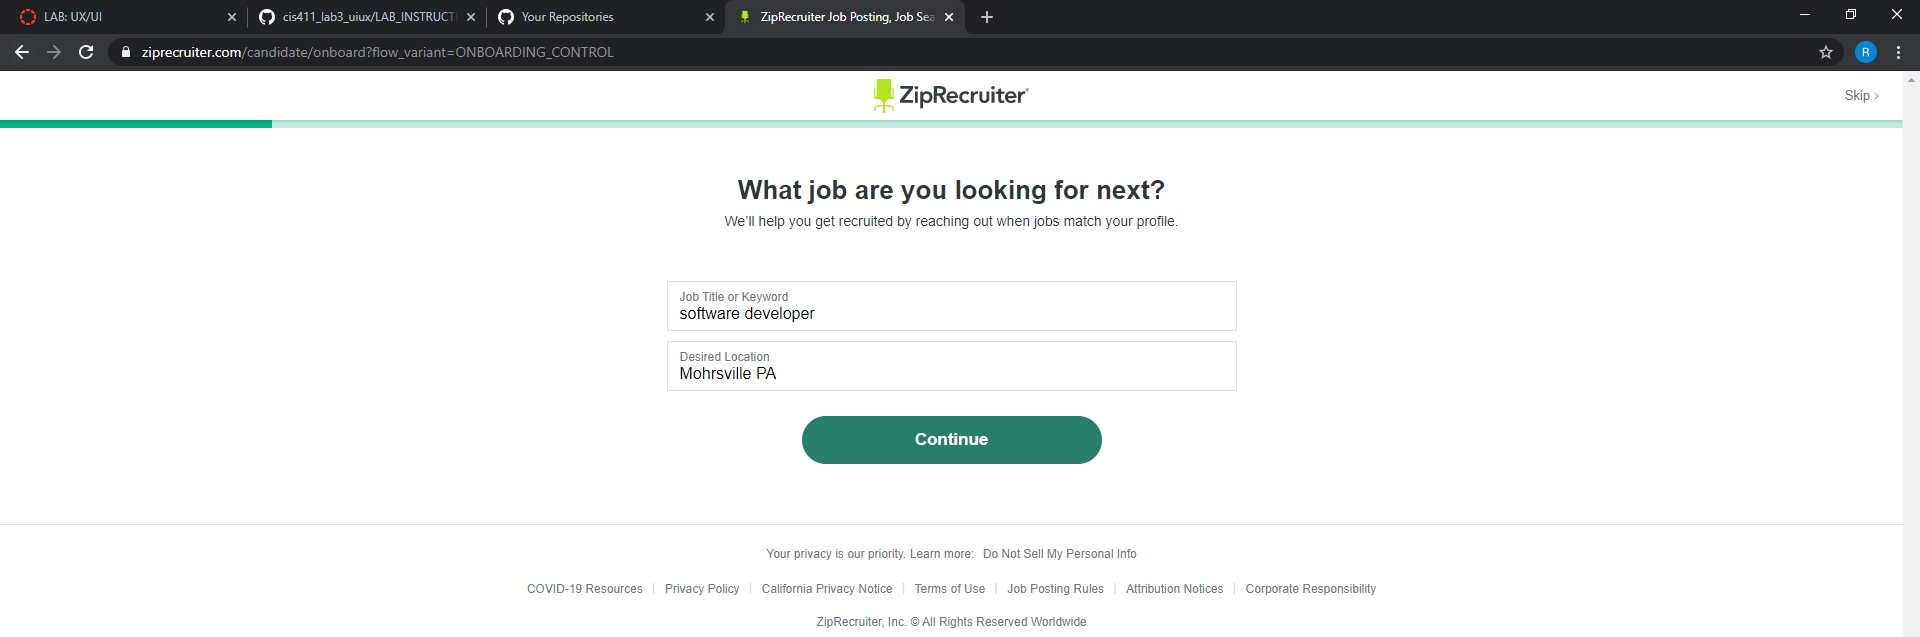 LAB: UX/UI
cis411_lab3_uiux/LAB_INSTRUCTI
Your Repositories
ZipRecruiter Job Posting, Job Sea
ziprecruiter.com/candidate/onboard?flow_variant=ONBOARDING_CONTROL
R
ZipRecruiter®
Skip >
What job are you looking for next?
We'll help you get recruited by reaching out when jobs match your profile.
Job Title or Keyword
software developer
Desired Location
Mohrsville PA
Continue
Your privacy is our priority. Learn more: Do Not Sell My Personal Info
COVID-19 Resources | Privacy Policy | California Privacy Notice | Terms of Use | Job Posting Rules | Attribution Notices | Corporate Responsibility
ZipRecruiter, Inc. © All Rights Reserved Worldwide